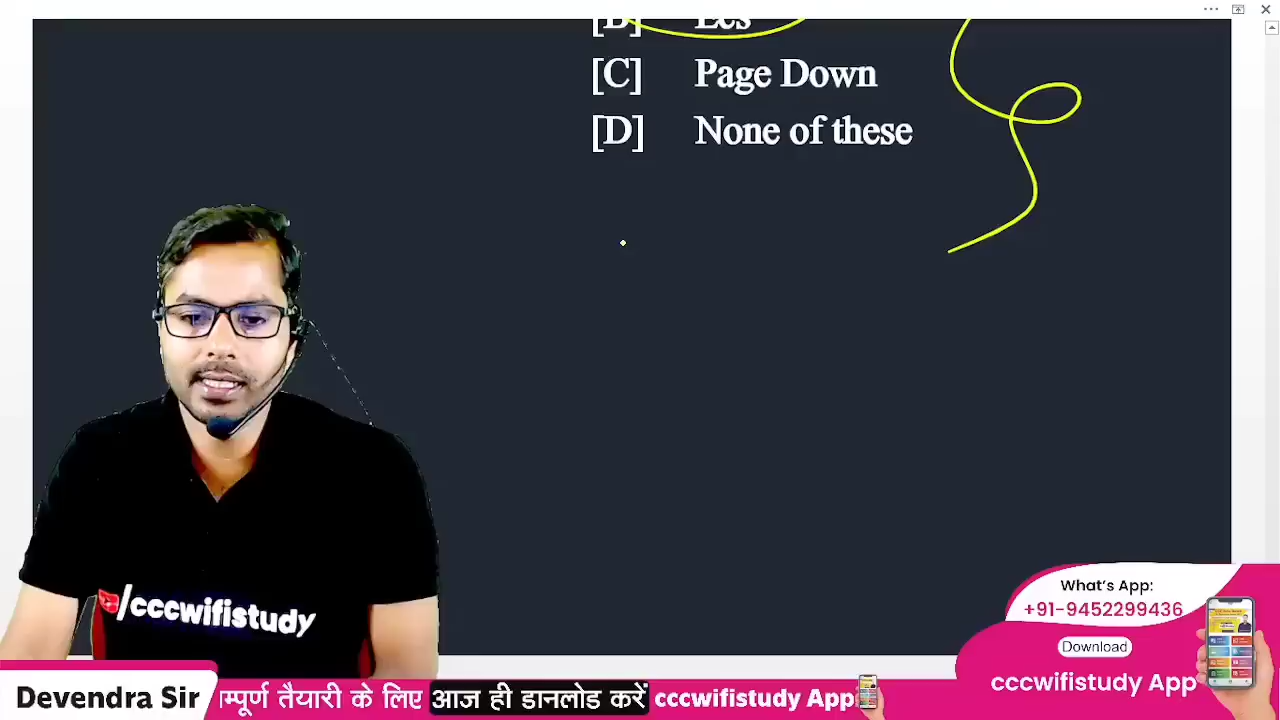 [C] Page Down
[D] None of these
/cccwifistudy
What's App:
+91-9452299436
Download
cccwifistudy App
Devendra Sir
म्पूर्ण तैयारी के लिए आज ही डानलोड करें cccwifistudy App